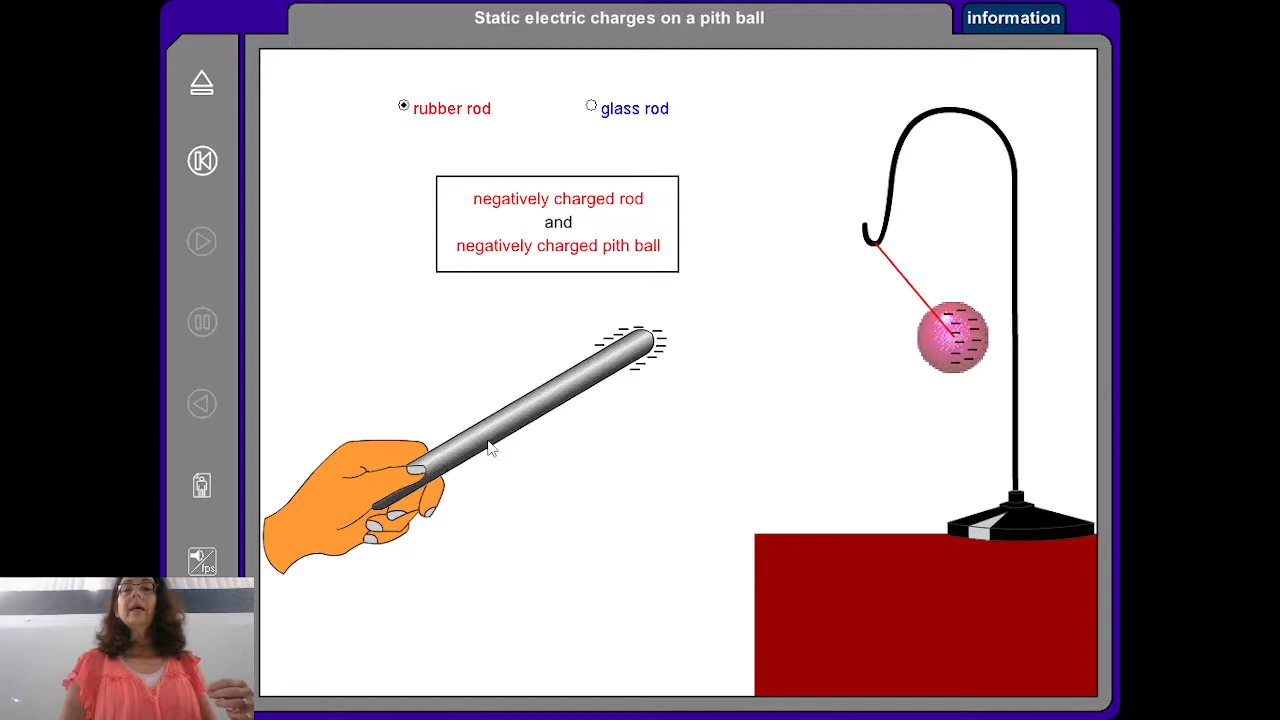 Static electric charges on a pith ball
information
rubber rod
glass rod
negatively charged rod
and
negatively charged pith ball
fps